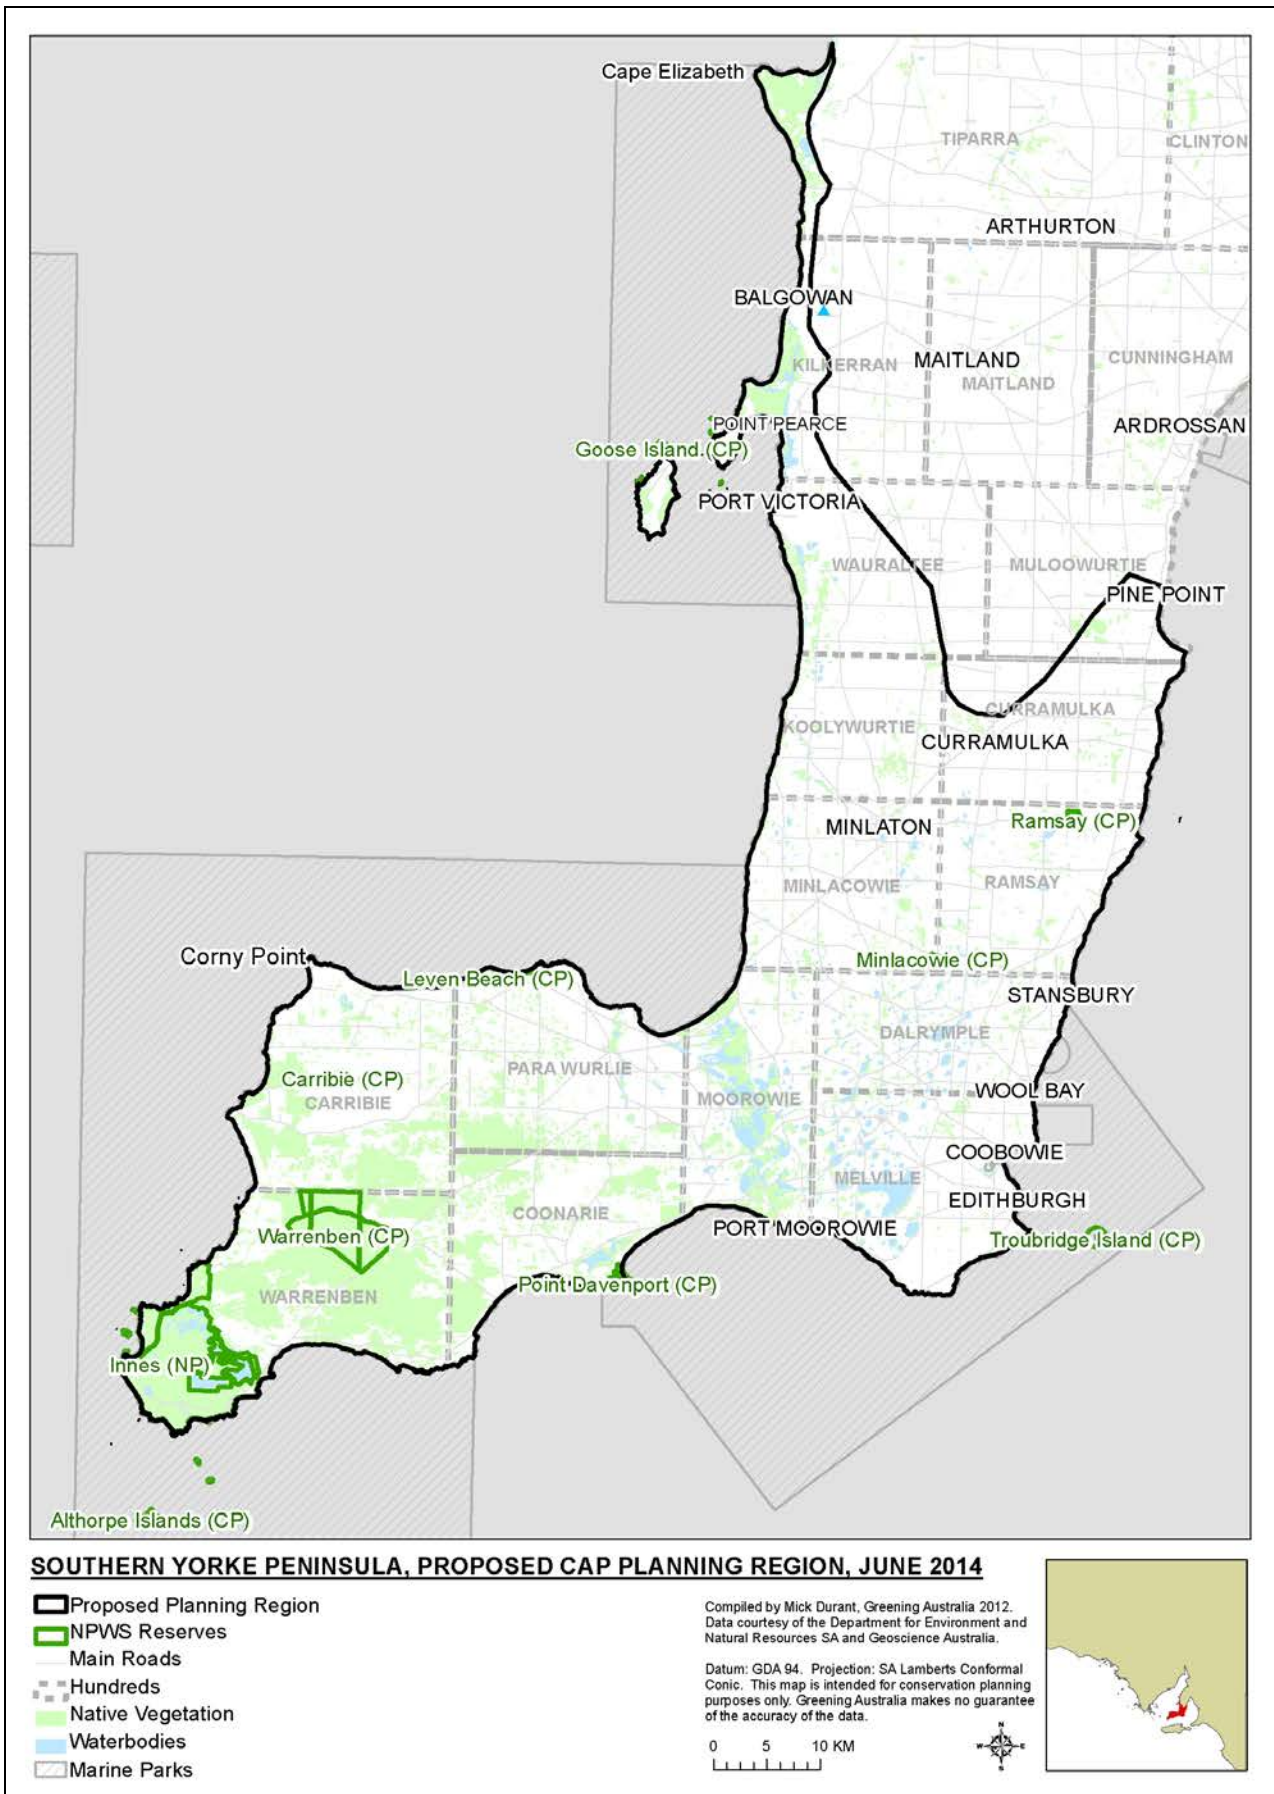 Cape Elizabeth
TIPARRA
CLINTON
ARTHURTON
BALGOWAN
KILKERRAN
MAITLAND
MAITLAND
CUNNINGHAM
POINT PEARCE
ARDROSSAN
Goose Island (CP)
PORT VICTORIA
WAURALTEE
MULOOWURTIE
PINE POINT
CURRAMULKA
KOOLYWURTIE
CURRAMULKA
MINLATON
Ramsay (CP)
MINLACOWIE
RAMSAY
Corny Point
Leven Beach (CP)
Minlacowie (CP)
STANSBURY
DALRYMPLE
PARA WURLIE
Carribie (CP)
CARRIBIE
MOOROWIE
WOOL BAY
COOBOWIE
MELVILLE
EDITHBURGH
COONARIE
PORT MOOROWIE
Warrenben (CP)
Troubridge Island (CP)
Point Davenport (CP)
WARRENBEN
Innes (NP)
Althorpe Islands (CP)
SOUTHERN YORKE PENINSULA, PROPOSED CAP PLANNING REGION, JUNE 2014
Proposed Planning Region
NPWS Reserves
Main Roads
Hundreds
Native Vegetation
Waterbodies
Marine Parks
Compiled by Mick Durant, Greening Australia 2012.
Data courtesy of the Department for Environment and
Natural Resources SA and Geoscience Australia.
Datum: GDA 94. Projection: SA Lamberts Conformal
Conic. This map is intended for conservation planning
purposes only. Greening Australia makes no guarantee
of the accuracy of the data.
0 5 10 KM
N
W E
S